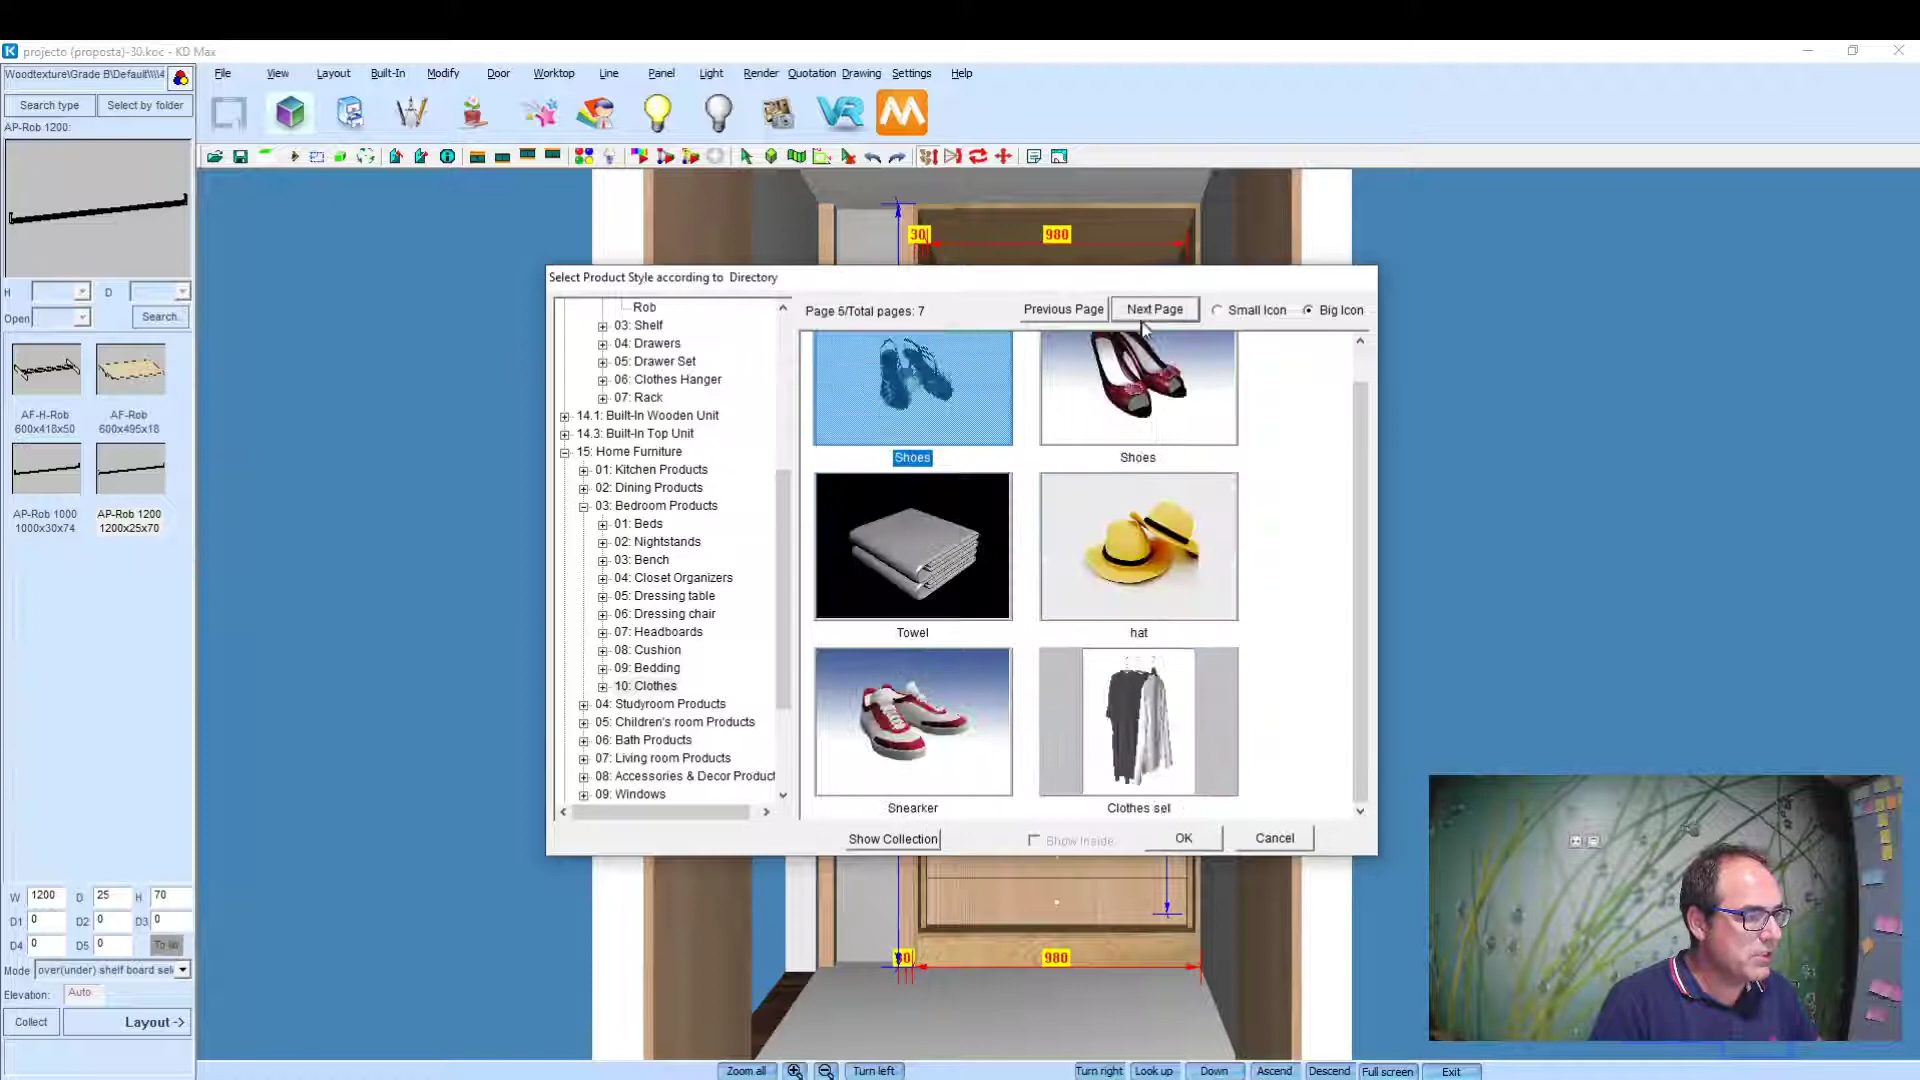 projecto (proposta)-30.koc - KD Max
Woodtexture\Grade B\Default\\\\4
File View Layout Built-In Modify Door Worktop Line Panel Light Render Quotation Drawing Settings Help
Search type Select by folder
AP-Rob 1200:
H D
Open Search
AF-H-Rob
600x418x50
AF-Rob
600x495x18
AP-Rob 1000
1000x30x74
AP-Rob 1200
1200x25x70
W 1200 D 25 H 70
D1 0 D2 0 D3 0
D4 0 D5 0
Mode over(under) shelf board sel
Elevation: Auto
Collect Layout ->
30 980
Select Product Style according to Directory
Rob
03: Shelf
04: Drawers
05: Drawer Set
06: Clothes Hanger
07: Rack
14.1: Built-In Wooden Unit
14.3: Built-In Top Unit
15: Home Furniture
01: Kitchen Products
02: Dining Products
03: Bedroom Products
01: Beds
02: Nightstands
03: Bench
04: Closet Organizers
05: Dressing table
06: Dressing chair
07: Headboards
08: Cushion
09: Bedding
10: Clothes
04: Studyroom Products
05: Children's room Products
06: Bath Products
07: Living room Products
08: Accessories & Decor Product
09: Windows
Page 5/Total pages: 7
Previous Page Next Page Small Icon Big Icon
Shoes Shoes
Towel hat
Snearker Clothes set
Show Collection Show Inside OK Cancel
980
Zoom all Turn left Turn right Look up Down Ascend Descend Full screen Exit